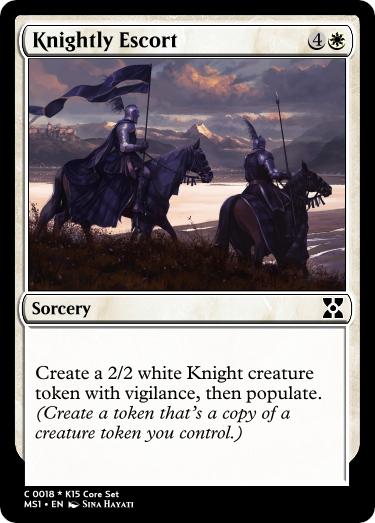 Knightly Escort 4
Sorcery
Create a 2/2 white Knight creature
token with vigilance, then populate.
(Create a token that's a copy of a
creature token you control.)
C 0018 * K15 Core Set
MS1 • EN Sina Hayati